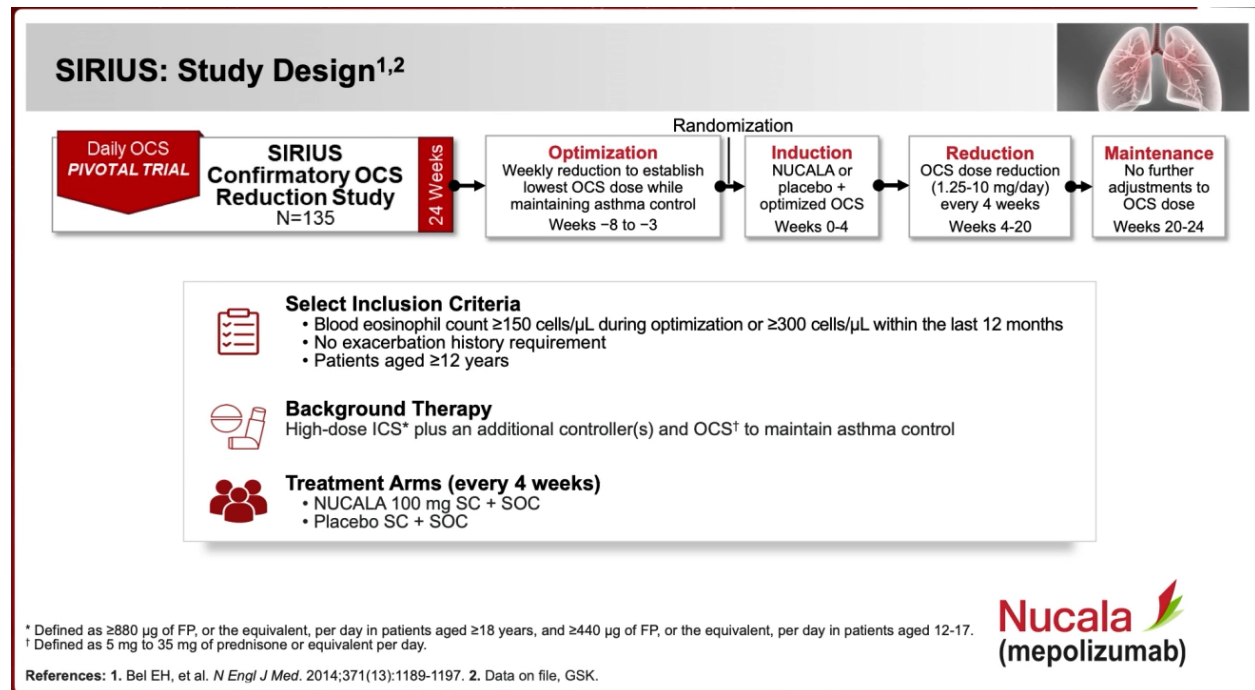 SIRIUS: Study Design1,2
Daily OCS
PIVOTAL TRIAL
SIRIUS
Confirmatory OCS
Reduction Study
N=135
24 Weeks
Optimization
Weekly reduction to establish
lowest OCS dose while
maintaining asthma control
Weeks −8 to −3
Randomization
Induction
NUCALA or
placebo +
optimized OCS
Weeks 0-4
Reduction
OCS dose reduction
(1.25-10 mg/day)
every 4 weeks
Weeks 4-20
Maintenance
No further
adjustments to
OCS dose
Weeks 20-24
Select Inclusion Criteria
• Blood eosinophil count ≥150 cells/µL during optimization or ≥300 cells/µL within the last 12 months
• No exacerbation history requirement
• Patients aged ≥12 years
Background Therapy
High-dose ICS* plus an additional controller(s) and OCS† to maintain asthma control
Treatment Arms (every 4 weeks)
• NUCALA 100 mg SC + SOC
• Placebo SC + SOC
* Defined as ≥880 µg of FP, or the equivalent, per day in patients aged ≥18 years, and ≥440 µg of FP, or the equivalent, per day in patients aged 12-17.
† Defined as 5 mg to 35 mg of prednisone or equivalent per day.
References: 1. Bel EH, et al. N Engl J Med. 2014;371(13):1189-1197. 2. Data on file, GSK.
Nucala
(mepolizumab)